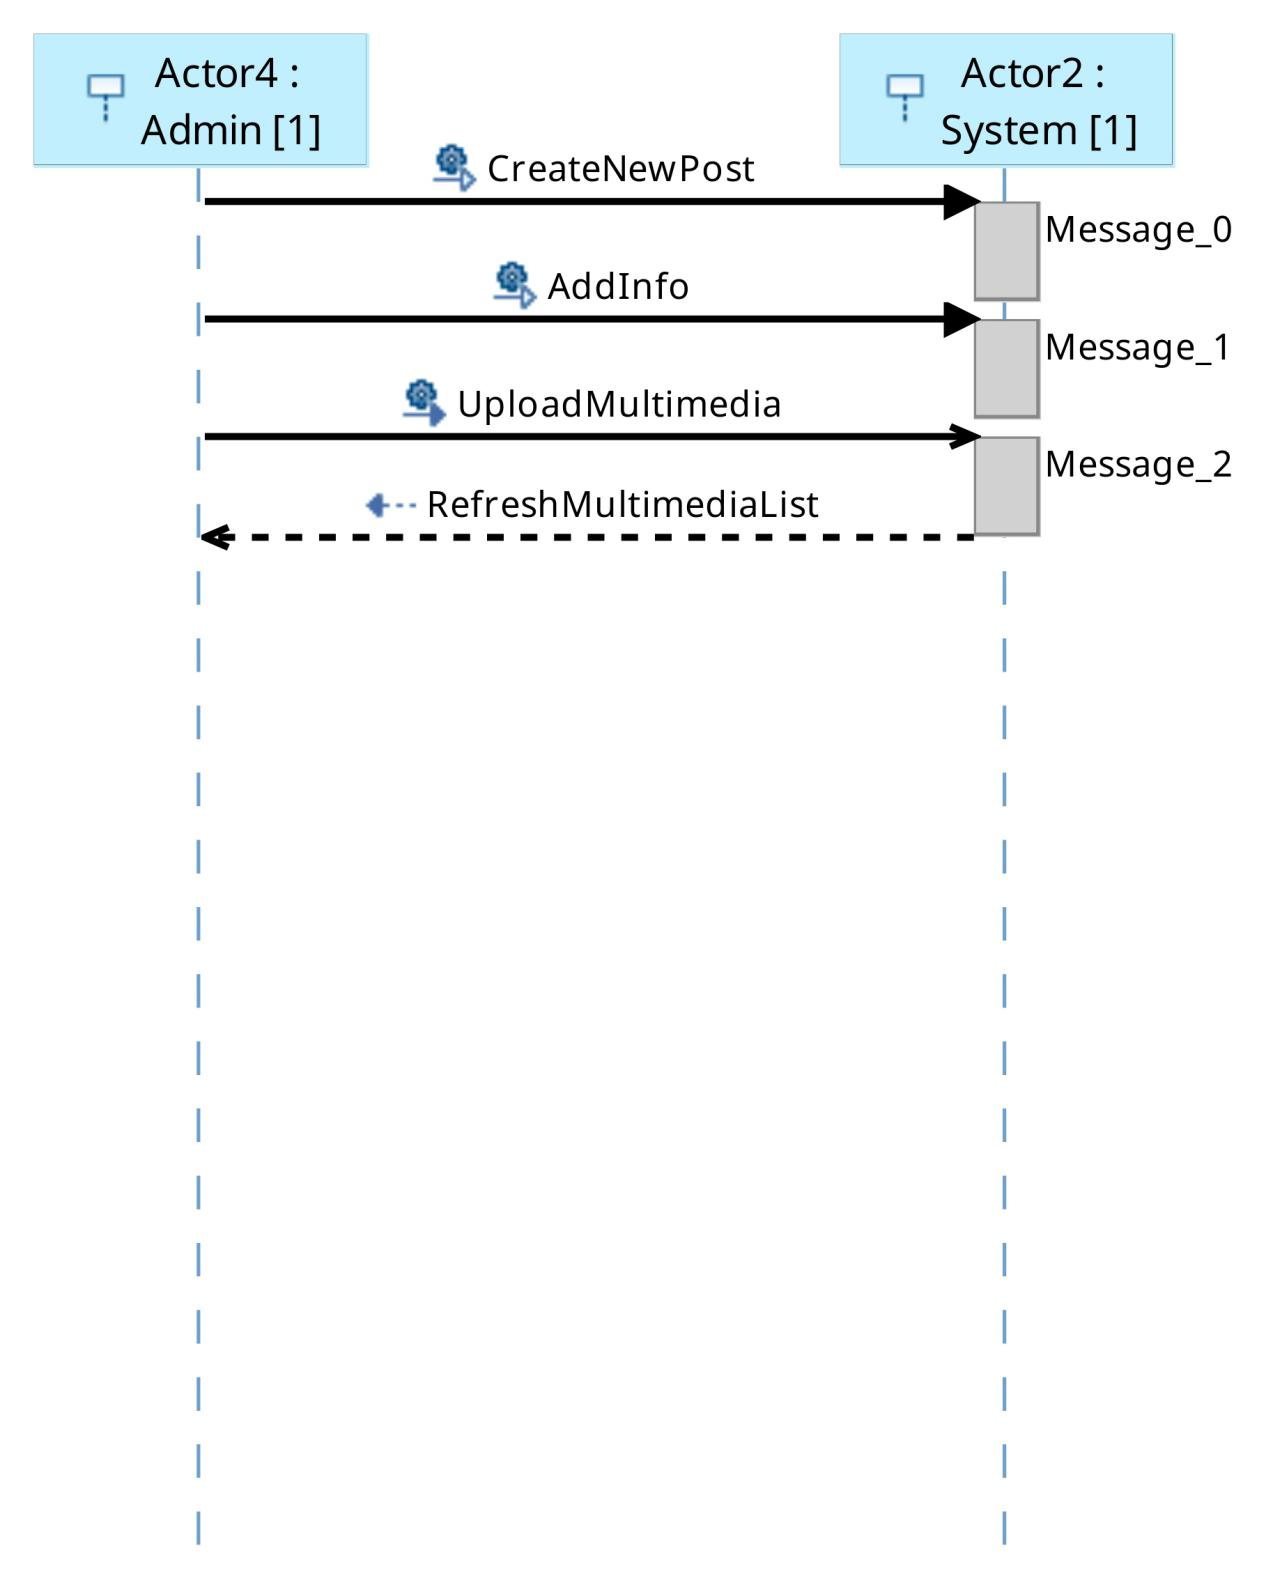 Actor4 :
Admin [1]
Actor2 :
System [1]
CreateNewPost
Message_0
AddInfo
Message_1
UploadMultimedia
Message_2
RefreshMultimediaList